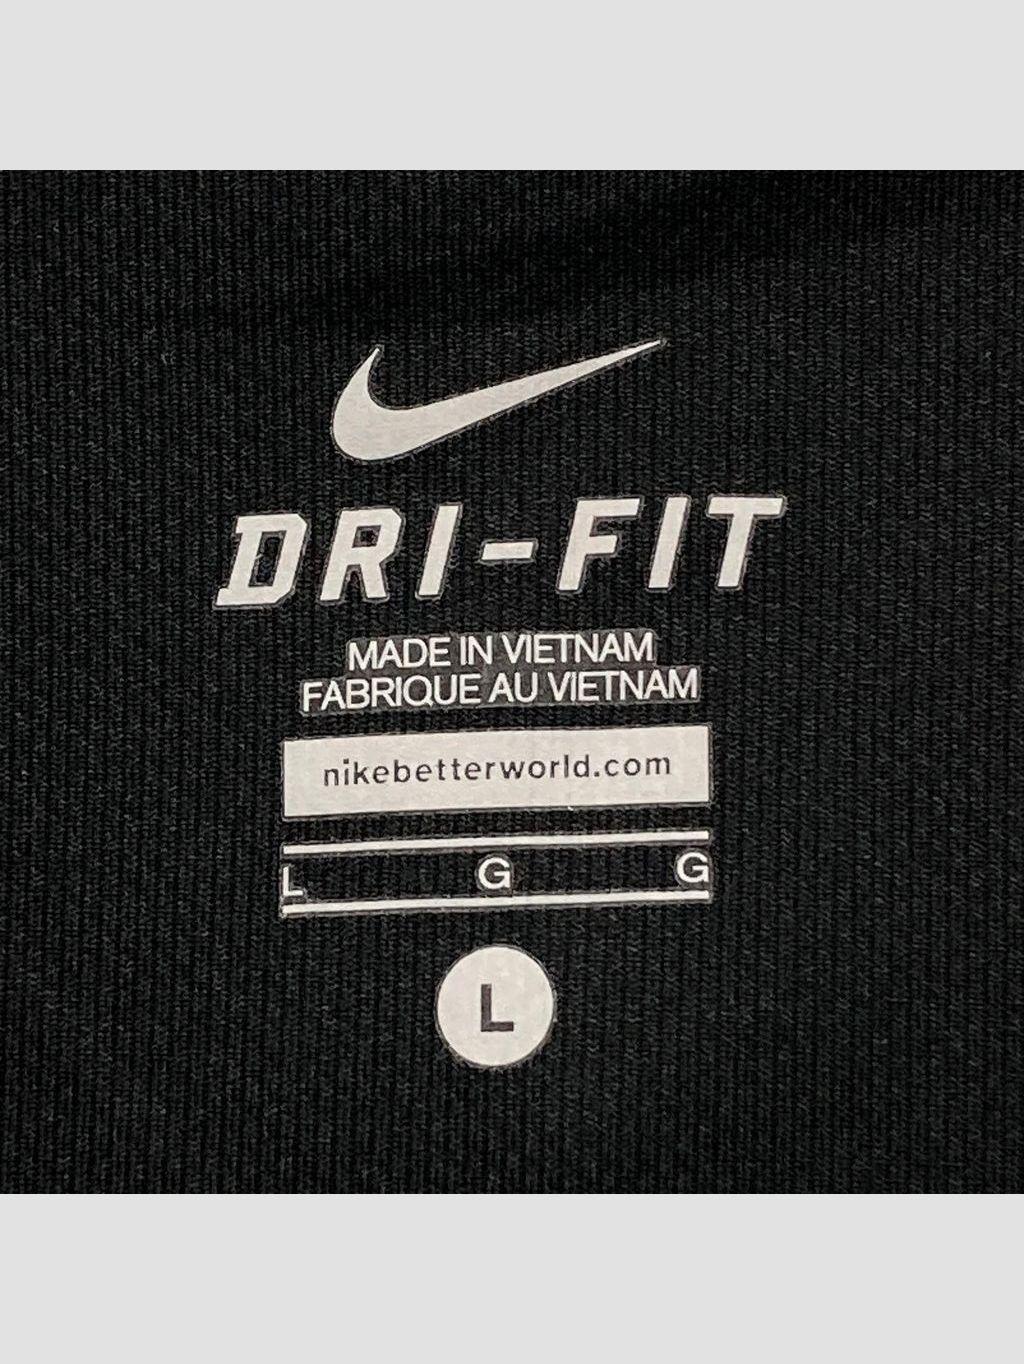 DRI-FIT
MADE IN VIETNAM
FABRIQUE AU VIETNAM
nikebetterworld.com
L G G
L